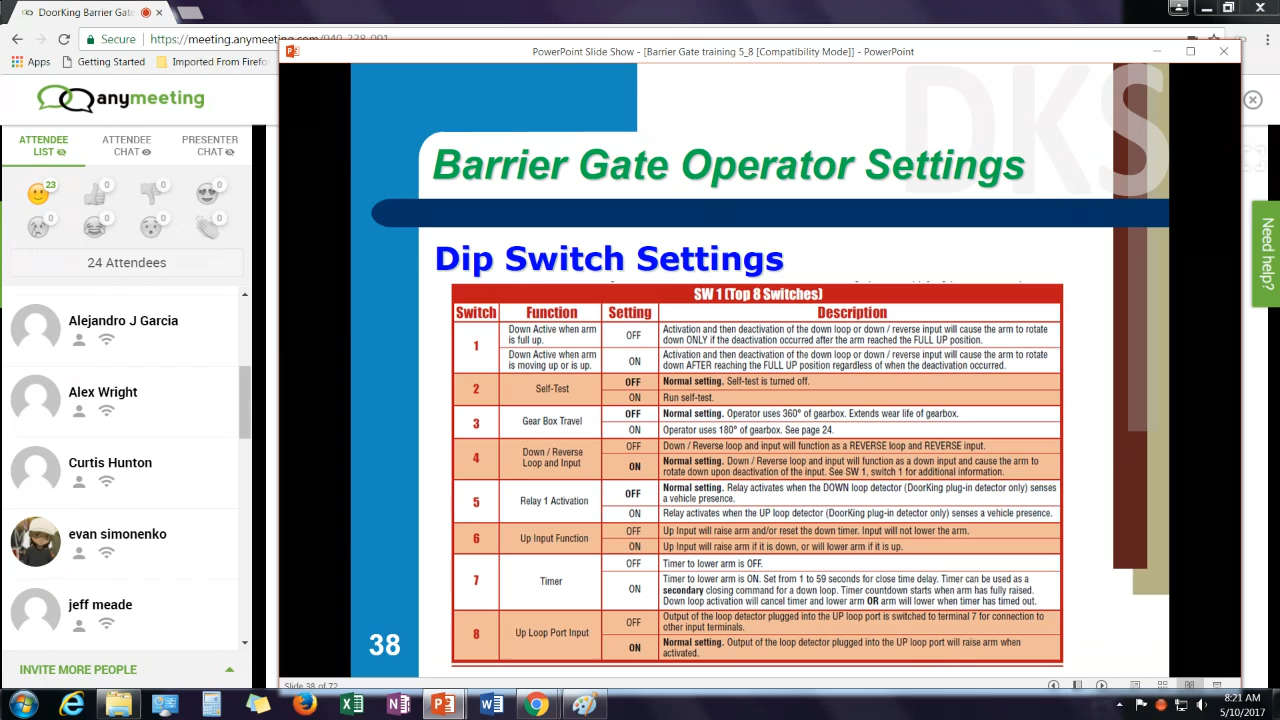 DoorKing Barrier Gate
Secure
https://meeting.anymeeting.com/940-338-091
Apps
Getting Started
Imported From Firefo
PowerPoint Slide Show - [Barrier Gate training 5_8 [Compatibility Mode]] - PowerPoint
anymeeting
ATTENDEE LIST
ATTENDEE CHAT
PRESENTER CHAT
23
0
0
0
0
0
0
0
24 Attendees
Alejandro J Garcia
Alex Wright
Curtis Hunton
evan simonenko
jeff meade
INVITE MORE PEOPLE
DKS
Barrier Gate Operator Settings
Dip Switch Settings
SW 1 (Top 8 Switches)
Switch Function Setting Description
1 Down Active when arm is full up. OFF Activation and then deactivation of the down loop or down / reverse input will cause the arm to rotate
down ONLY if the deactivation occurred after the arm reached the FULL UP position.
Down Active when arm is moving up or is up. ON Activation and then deactivation of the down loop or down / reverse input will cause the arm to rotate
down AFTER reaching the FULL UP position regardless of when the deactivation occurred.
2 Self-Test OFF Normal setting. Self-test is turned off.
ON Run self-test.
3 Gear Box Travel OFF Normal setting. Operator uses 360° of gearbox. Extends wear life of gearbox.
ON Operator uses 180° of gearbox. See page 24.
4 Down / Reverse Loop and Input OFF Down / Reverse loop and input will function as a REVERSE loop and REVERSE input.
ON Normal setting. Down / Reverse loop and input will function as a down input and cause the arm to
rotate down upon deactivation of the input. See SW 1, switch 1 for additional information.
5 Relay 1 Activation OFF Normal setting. Relay activates when the DOWN loop detector (DoorKing plug-in detector only) senses
a vehicle presence.
ON Relay activates when the UP loop detector (DoorKing plug-in detector only) senses a vehicle presence.
6 Up Input Function OFF Up Input will raise arm and/or reset the down timer. Input will not lower the arm.
ON Up Input will raise arm if it is down, or will lower arm if it is up.
7 Timer OFF Timer to lower arm is OFF.
ON Timer to lower arm is ON. Set from 1 to 59 seconds for close time delay. Timer can be used as a
secondary closing command for a down loop. Timer countdown starts when arm has fully raised.
Down loop activation will cancel timer and lower arm OR arm will lower when timer has timed out.
8 Up Loop Port Input OFF Output of the loop detector plugged into the UP loop port is switched to terminal 7 for connection to
other input terminals.
ON Normal setting. Output of the loop detector plugged into the UP loop port will raise arm when
activated.
38
Slide 38 of 72
Need help?
8:21 AM
5/10/2017